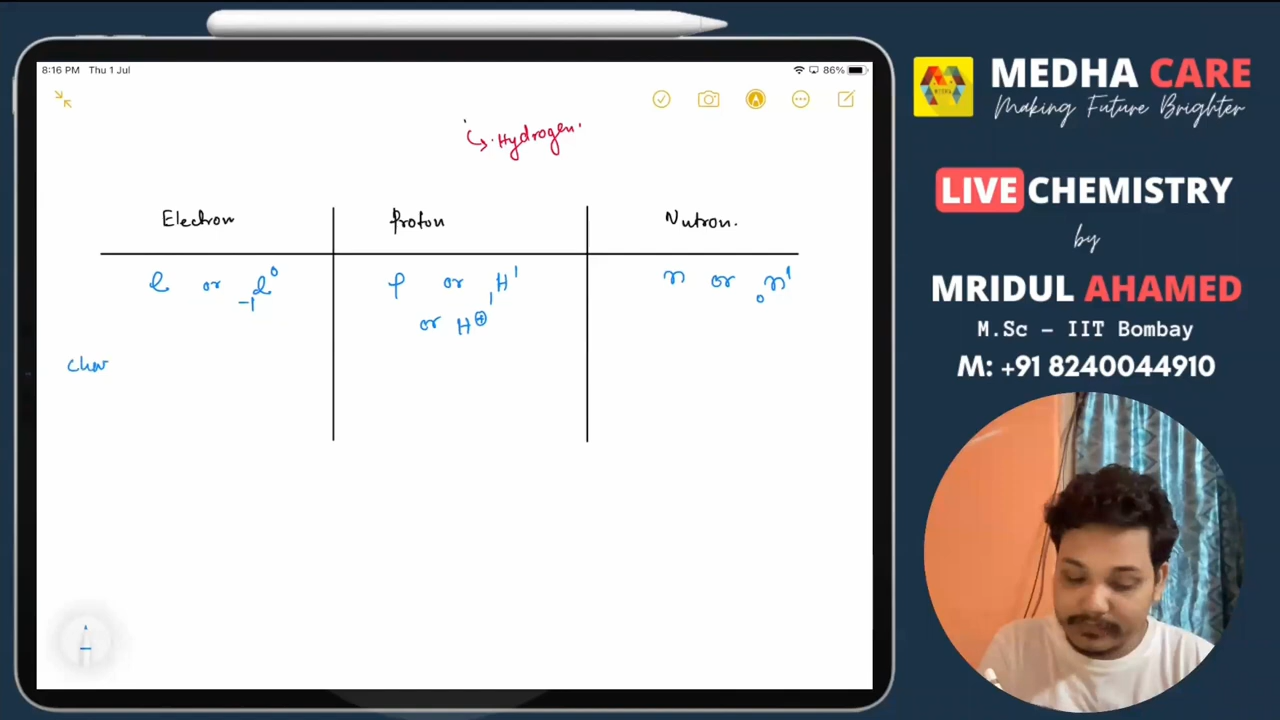 8:16 PM Thu 1 Jul
86%
↳ Hydrogen.
Electron Proton Nutron.
e or ₋₁e⁰ p or ₁H¹ n or ₀n¹
or H⊕
Char
MEDHA CARE
Making Future Brighter
LIVE CHEMISTRY
by
MRIDUL AHAMED
M.Sc – IIT Bombay
M: +91 8240044910